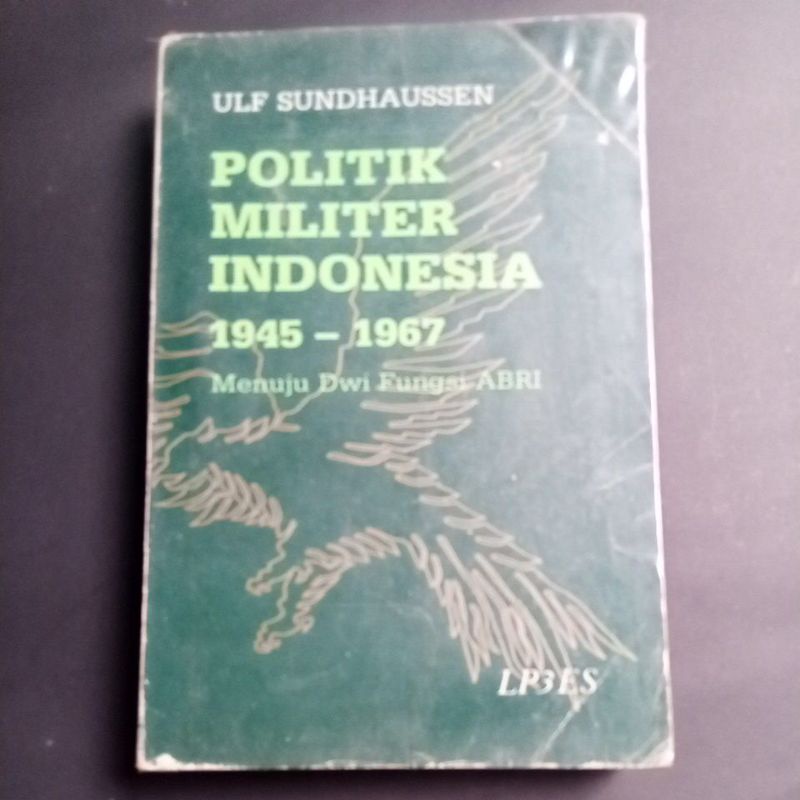 ULF SUNDHAUSSEN
POLITIK
MILITER
INDONESIA
1945 – 1967
Menuju Dwi Fungsi ABRI
LP3ES